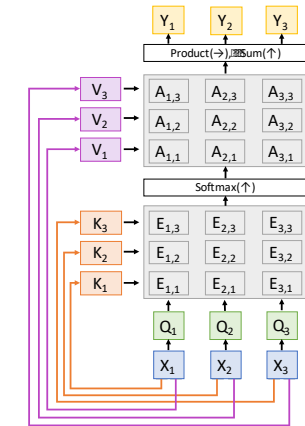 Y1 Y2 Y3
Product(→), Sum(↑)
V3 A1,3 A2,3 A3,3
V2 A1,2 A2,2 A3,2
V1 A1,1 A2,1 A3,1
Softmax(↑)
K3 E1,3 E2,3 E3,3
K2 E1,2 E2,2 E3,2
K1 E1,1 E2,1 E3,1
Q1 Q2 Q3
X1 X2 X3